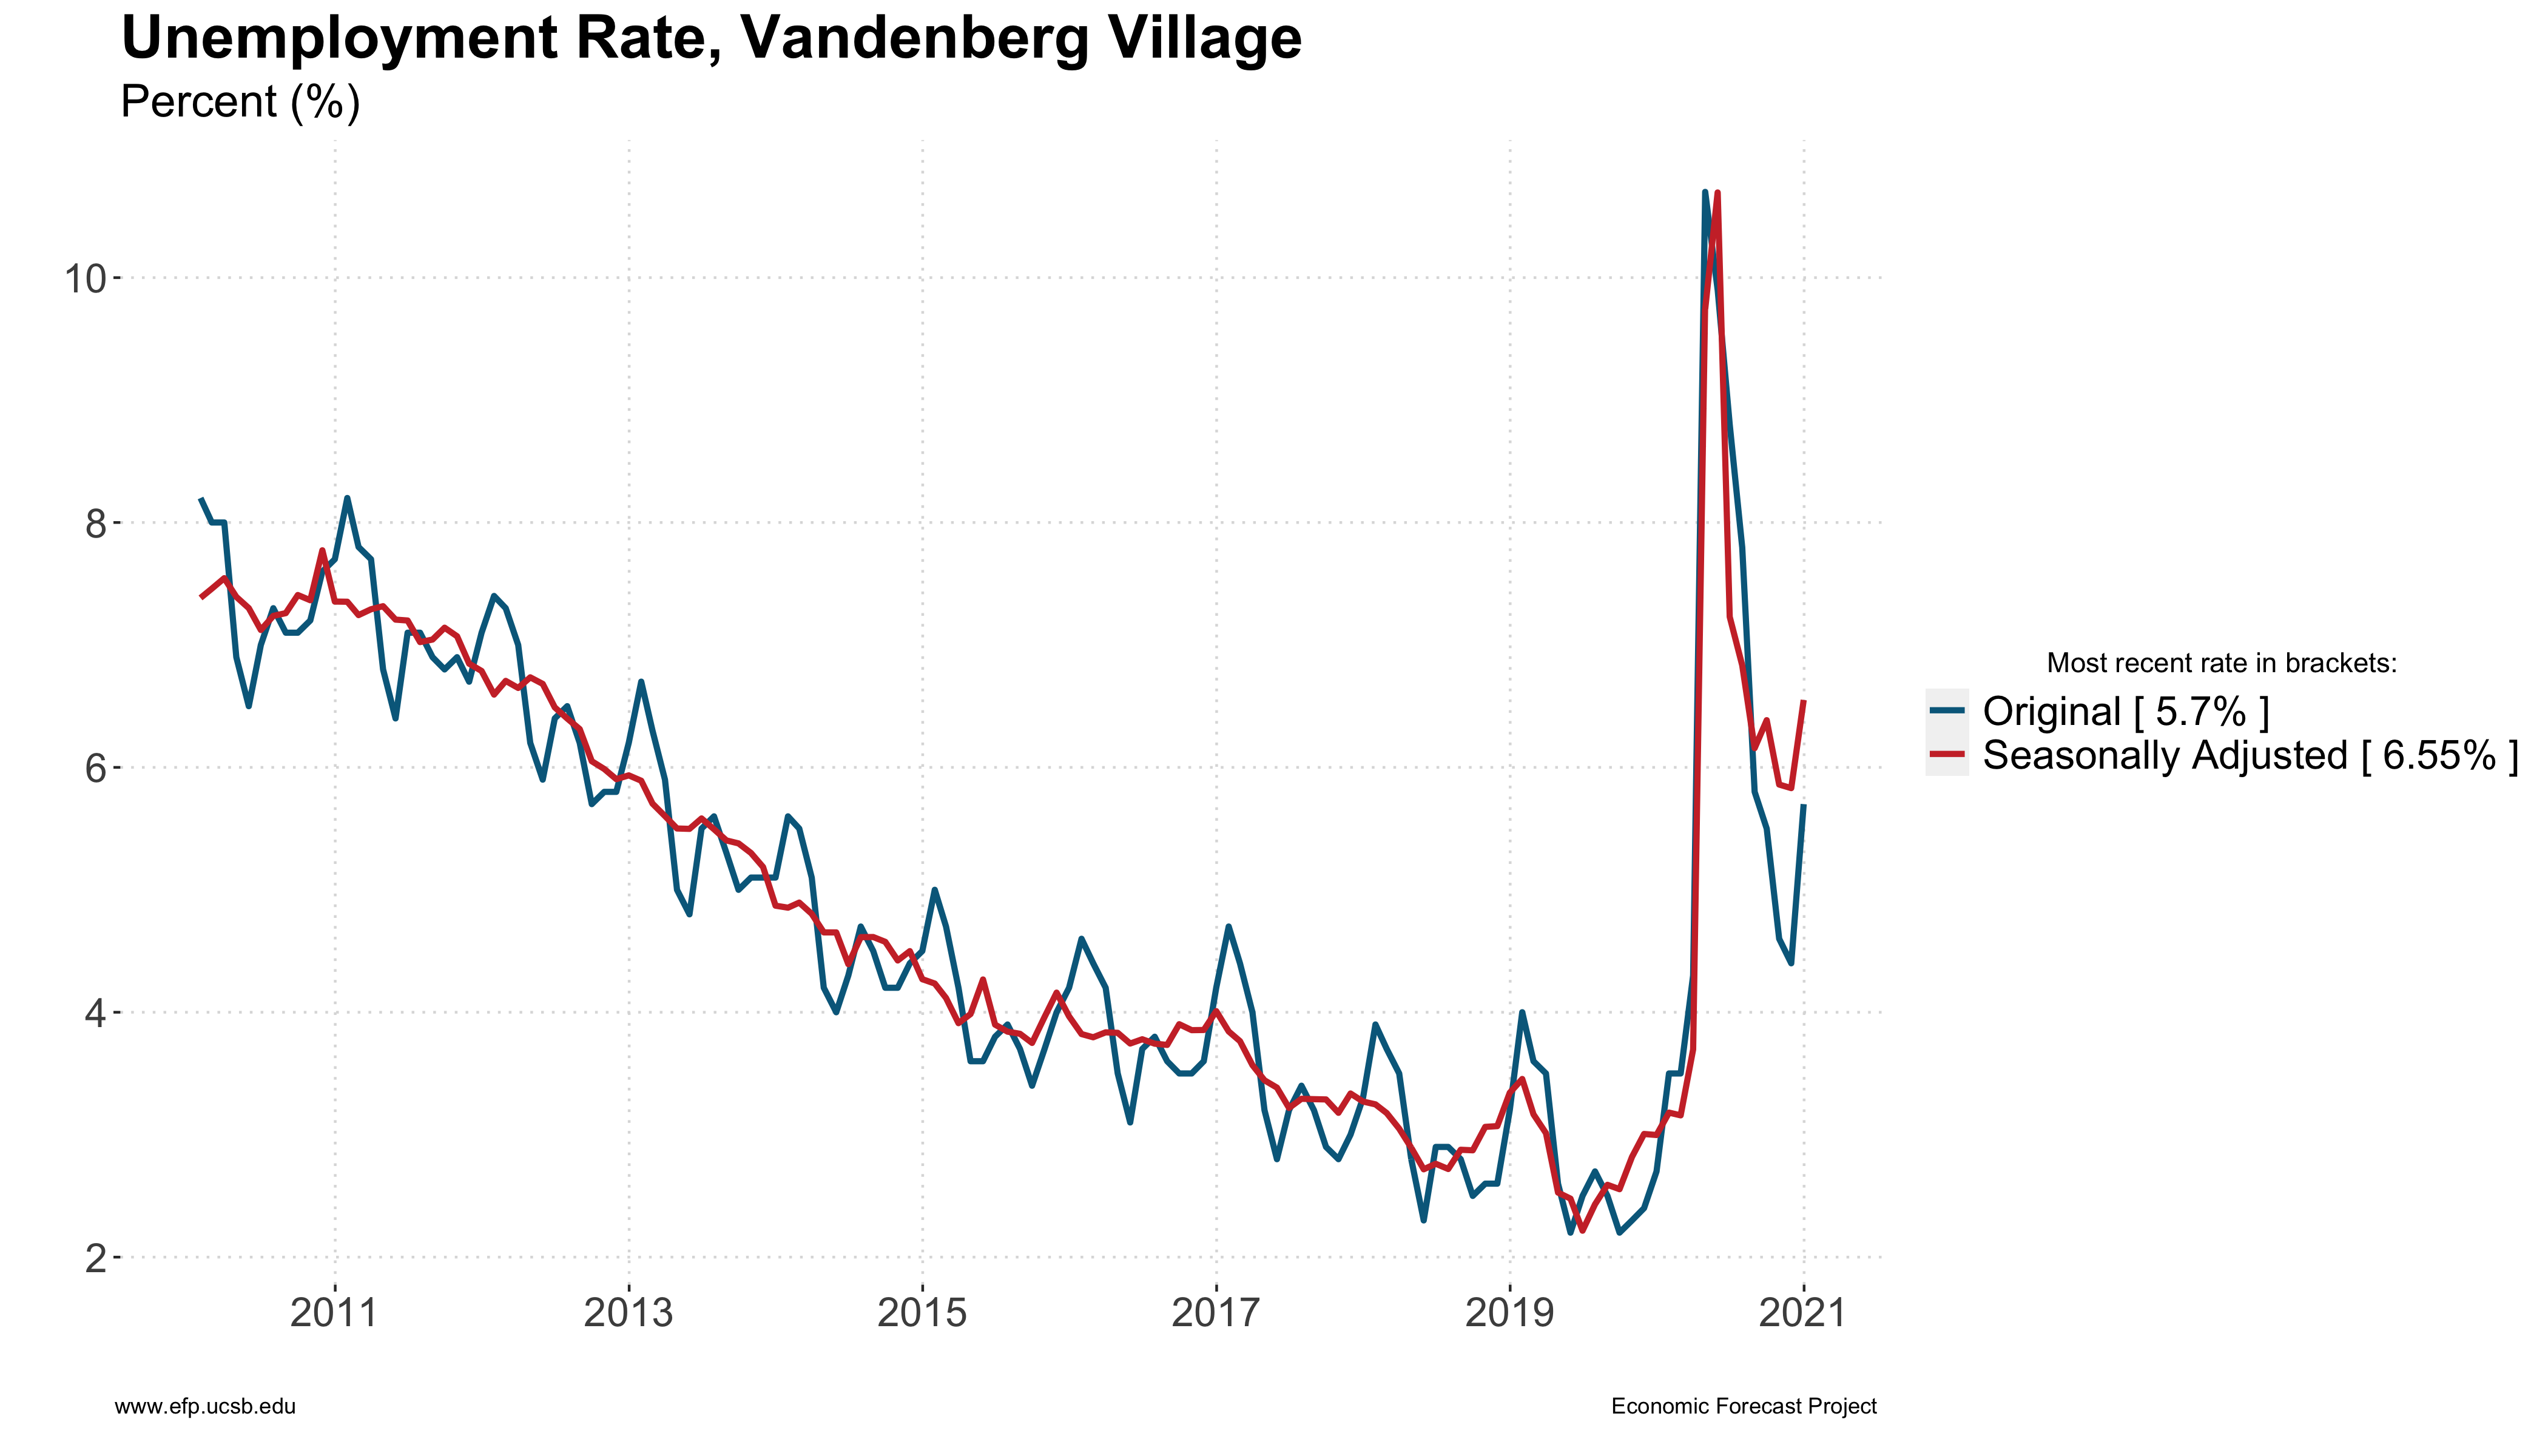 Unemployment Rate, Vandenberg Village
Percent (%)
10
8
6
4
2
2011 2013 2015 2017 2019 2021
Most recent rate in brackets:
Original [ 5.7% ]
Seasonally Adjusted [ 6.55% ]
www.efp.ucsb.edu
Economic Forecast Project